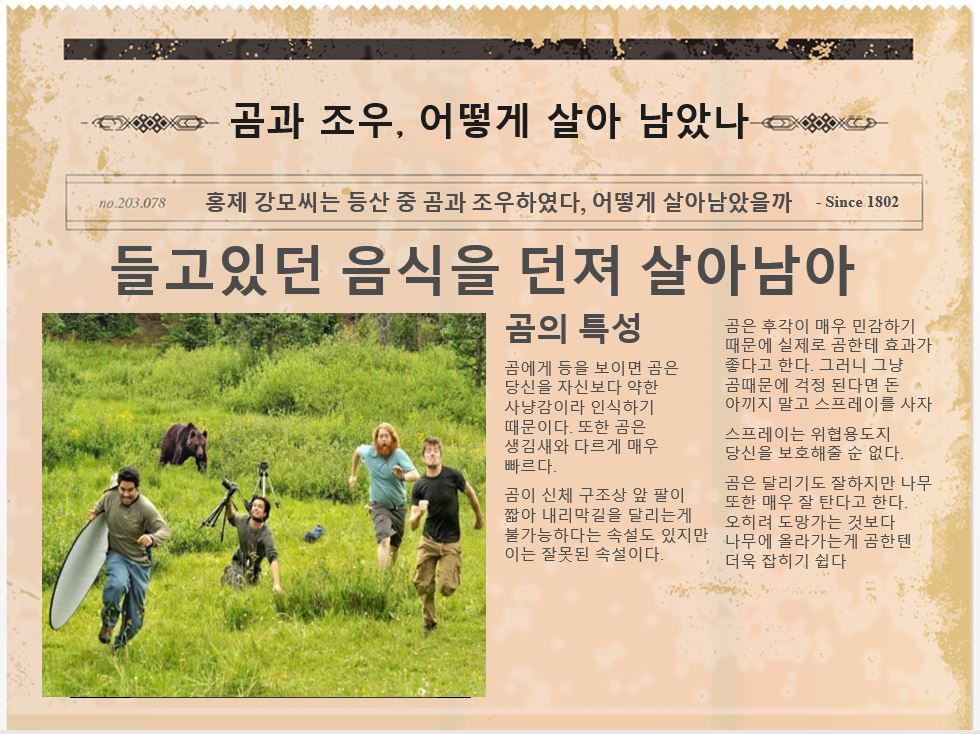 곰과 조우, 어떻게 살아 남았나
no.203.078
홍제 강모씨는 등산 중 곰과 조우하였다, 어떻게 살아남았을까
- Since 1802
들고있던 음식을 던져 살아남아
곰의 특성
곰에게 등을 보이면 곰은
당신을 자신보다 약한
사냥감이라 인식하기
때문이다. 또한 곰은
생김새와 다르게 매우
빠르다.
곰이 신체 구조상 앞 팔이
짧아 내리막길을 달리는게
불가능하다는 속설도 있지만
이는 잘못된 속설이다.
곰은 후각이 매우 민감하기
때문에 실제로 곰한테 효과가
좋다고 한다. 그러니 그냥
곰때문에 걱정 된다면 돈
아끼지 말고 스프레이를 사자
스프레이는 위협용도지
당신을 보호해줄 순 없다.
곰은 달리기도 잘하지만 나무
또한 매우 잘 탄다고 한다.
오히려 도망가는 것보다
나무에 올라가는게 곰한텐
더욱 잡히기 쉽다